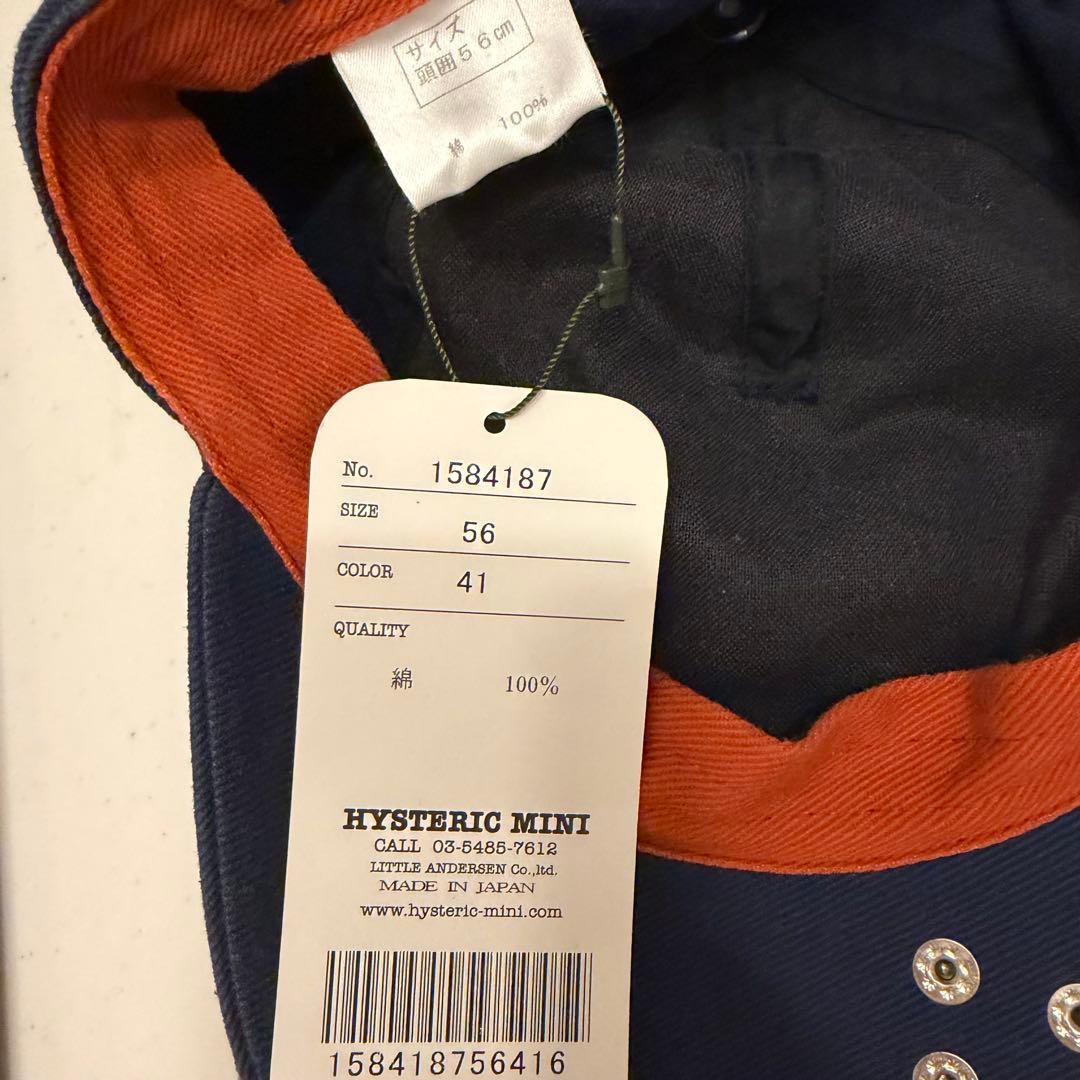 サイズ
頭囲56cm
綿 100%
No. 1584187
SIZE 56
COLOR 41
QUALITY
綿 100%
HYSTERIC MINI
CALL 03-5485-7612
LITTLE ANDERSEN Co.,ltd.
MADE IN JAPAN
www.hysteric-mini.com
158418756416